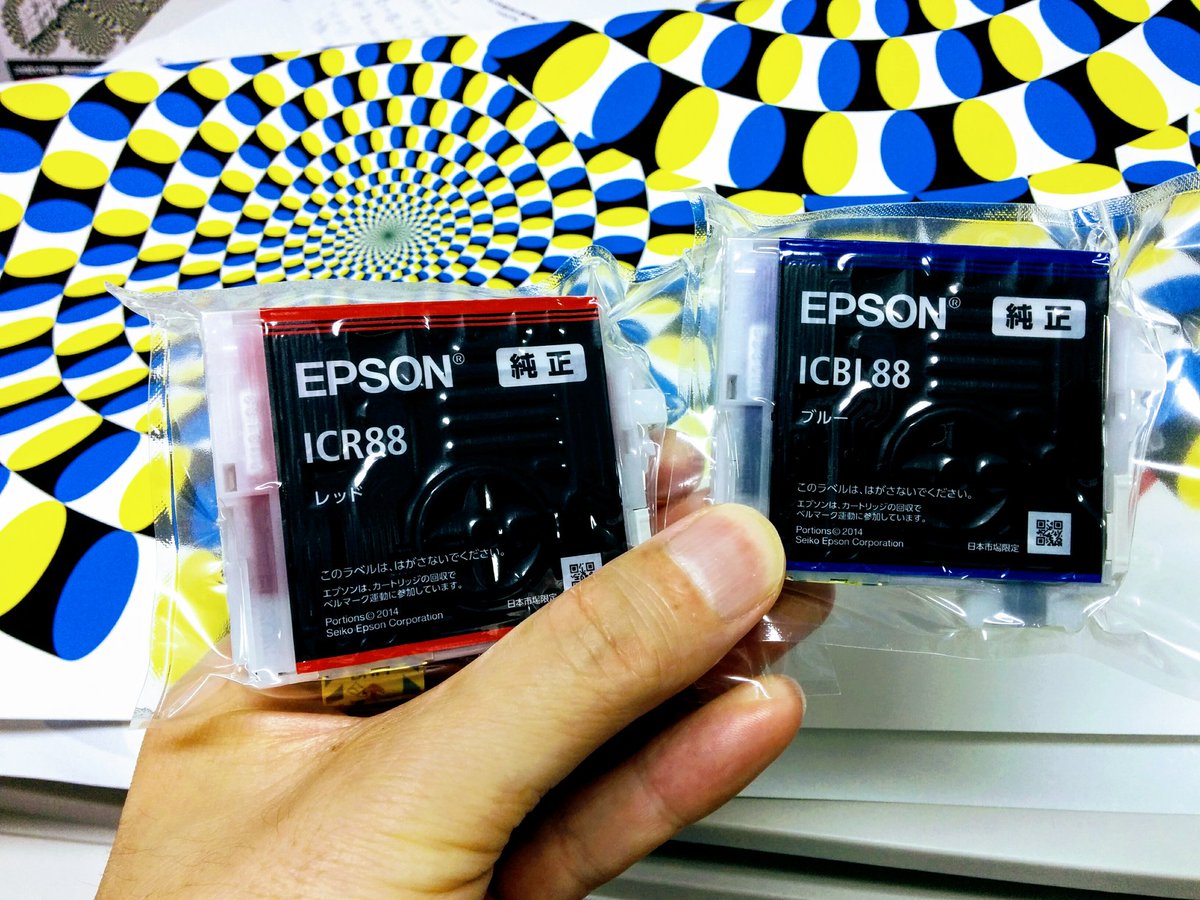 EPSON® 純正
ICR88
レッド
このラベルは、はがさないでください。
エプソンは、カートリッジの回収で
ベルマーク運動に参加しています。
Portions©2014
Seiko Epson Corporation
日本市場限定
EPSON® 純正
ICBL88
ブルー
このラベルは、はがさないでください。
エプソンは、カートリッジの回収で
ベルマーク運動に参加しています。
Portions©2014
Seiko Epson Corporation
日本市場限定